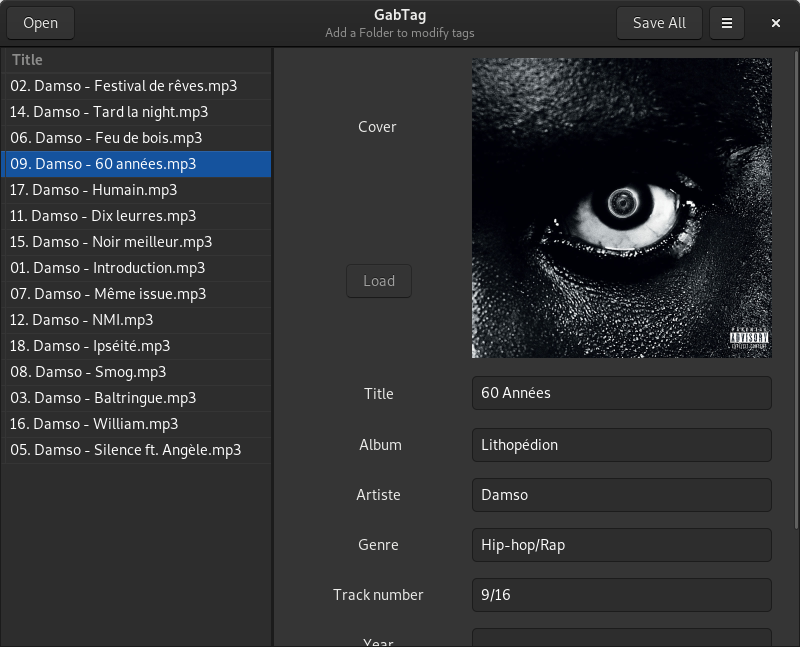 Open
GabTag
Add a Folder to modify tags
Save All
Title
02. Damso - Festival de rêves.mp3
14. Damso - Tard la night.mp3
06. Damso - Feu de bois.mp3
09. Damso - 60 années.mp3
17. Damso - Humain.mp3
11. Damso - Dix leurres.mp3
15. Damso - Noir meilleur.mp3
01. Damso - Introduction.mp3
07. Damso - Même issue.mp3
12. Damso - NMI.mp3
18. Damso - Ipséité.mp3
08. Damso - Smog.mp3
03. Damso - Baltringue.mp3
16. Damso - William.mp3
05. Damso - Silence ft. Angèle.mp3
Cover
Load
PARENTAL
ADVISORY
EXPLICIT CONTENT
Title
60 Années
Album
Lithopédion
Artiste
Damso
Genre
Hip-hop/Rap
Track number
9/16
Year